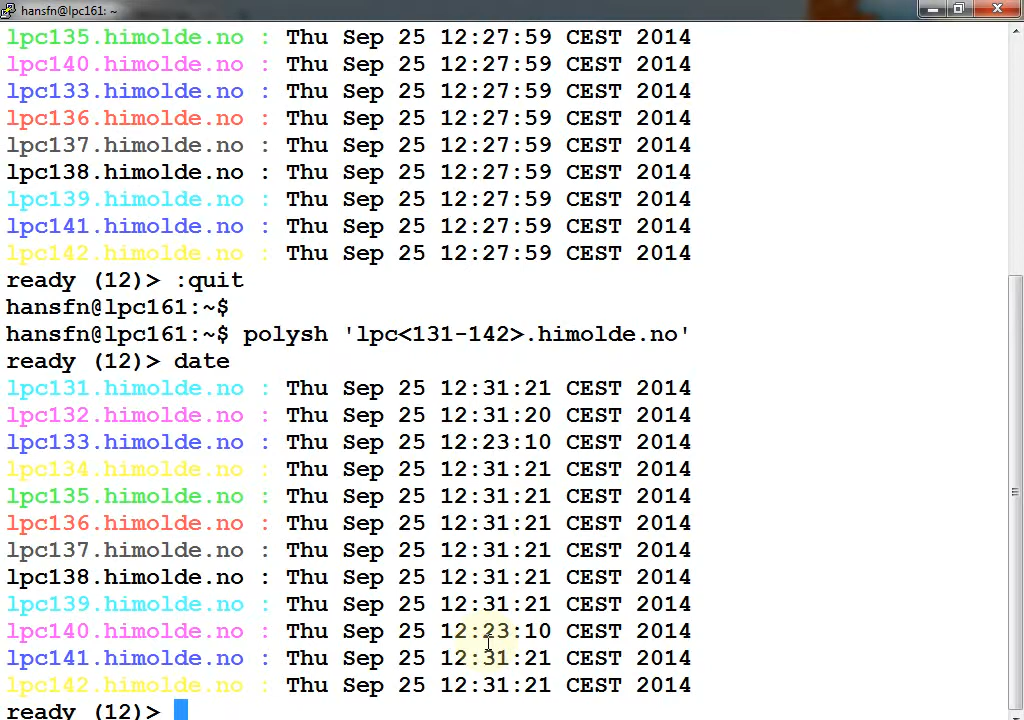 hansfn@lpc161: ~
lpc135.himolde.no : Thu Sep 25 12:27:59 CEST 2014
lpc140.himolde.no : Thu Sep 25 12:27:59 CEST 2014
lpc133.himolde.no : Thu Sep 25 12:27:59 CEST 2014
lpc136.himolde.no : Thu Sep 25 12:27:59 CEST 2014
lpc137.himolde.no : Thu Sep 25 12:27:59 CEST 2014
lpc138.himolde.no : Thu Sep 25 12:27:59 CEST 2014
lpc139.himolde.no : Thu Sep 25 12:27:59 CEST 2014
lpc141.himolde.no : Thu Sep 25 12:27:59 CEST 2014
lpc142.himolde.no : Thu Sep 25 12:27:59 CEST 2014
ready (12)> :quit
hansfn@lpc161:~$
hansfn@lpc161:~$ polysh 'lpc<131-142>.himolde.no'
ready (12)> date
lpc131.himolde.no : Thu Sep 25 12:31:21 CEST 2014
lpc132.himolde.no : Thu Sep 25 12:31:20 CEST 2014
lpc133.himolde.no : Thu Sep 25 12:23:10 CEST 2014
lpc134.himolde.no : Thu Sep 25 12:31:21 CEST 2014
lpc135.himolde.no : Thu Sep 25 12:31:21 CEST 2014
lpc136.himolde.no : Thu Sep 25 12:31:21 CEST 2014
lpc137.himolde.no : Thu Sep 25 12:31:21 CEST 2014
lpc138.himolde.no : Thu Sep 25 12:31:21 CEST 2014
lpc139.himolde.no : Thu Sep 25 12:31:21 CEST 2014
lpc140.himolde.no : Thu Sep 25 12:23:10 CEST 2014
lpc141.himolde.no : Thu Sep 25 12:31:21 CEST 2014
lpc142.himolde.no : Thu Sep 25 12:31:21 CEST 2014
ready (12)>